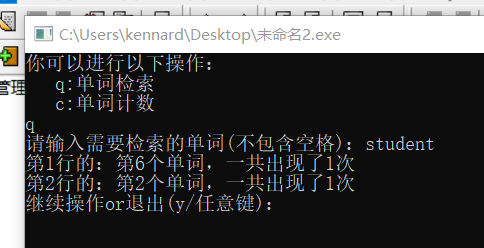 C:\Users\kennard\Desktop\未命名2.exe
管理
你可以进行以下操作：
q:单词检索
c:单词计数
q
请输入需要检索的单词(不包含空格)：student
第1行的：第6个单词，一共出现了1次
第2行的：第2个单词，一共出现了1次
继续操作or退出(y/任意键)：